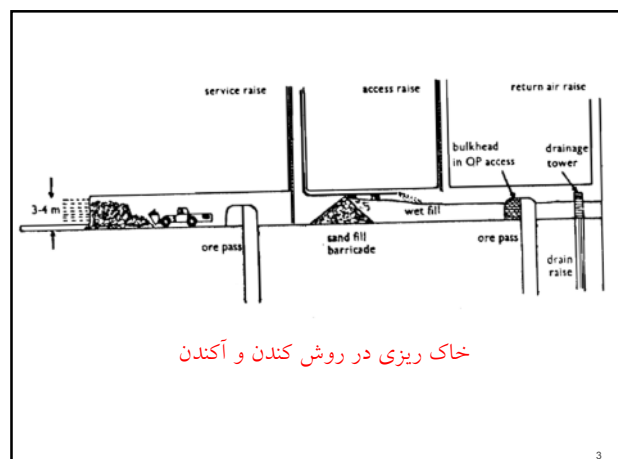 service raise
access raise
return air raise
bulkhead
in OP access
drainage
tower
3-4 m
wet fill
ore pass
sand fill
barricade
ore pass
drain
raise
خاک ریزی در روش کندن و آکندن
3